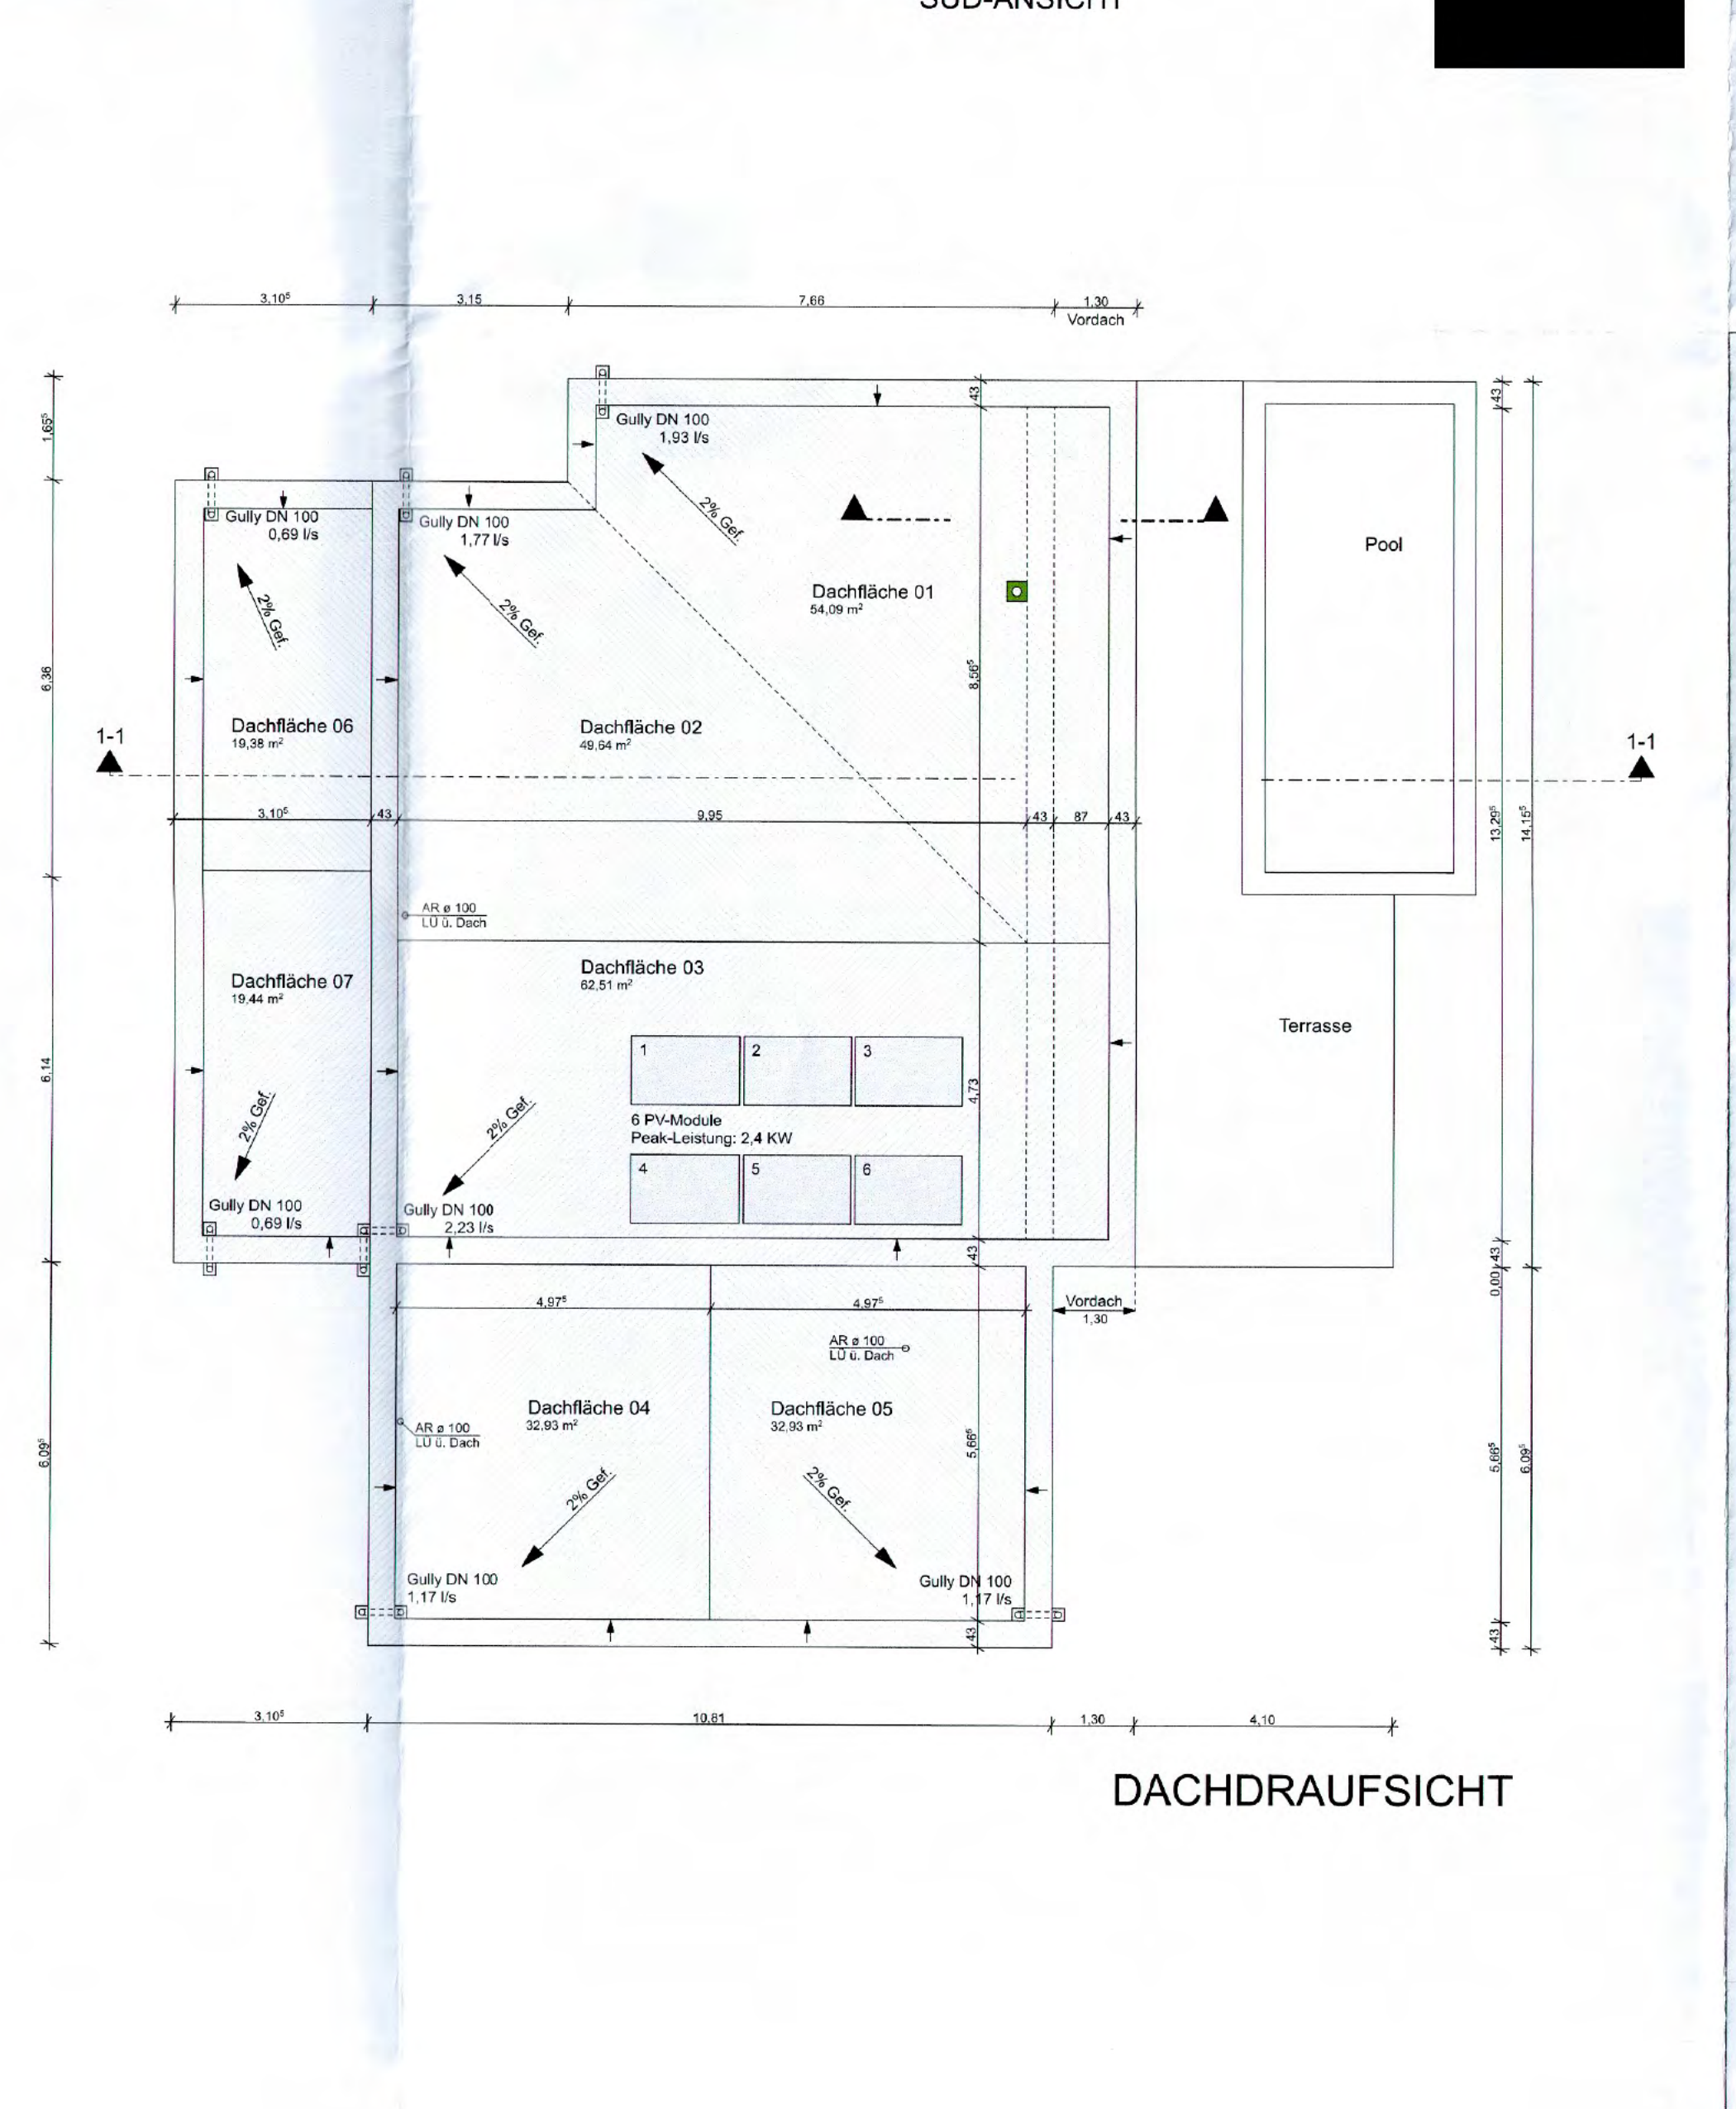 SÜD-ANSICHT
3,10⁵
3,15
7,66
1,30
Vordach
43
43
1,65⁵
Gully DN 100
1,93 l/s
Gully DN 100
0,69 l/s
Gully DN 100
1,77 l/s
2% Gef.
2% Gef.
2% Gef.
Pool
Dachfläche 01
54,09 m²
6,36
8,56⁵
Dachfläche 06
19,38 m²
Dachfläche 02
49,64 m²
1-1
1-1
3,10⁵
43
9,95
43
87
43
13,29⁵
14,15⁵
AR ø 100
LÜ ü. Dach
Dachfläche 03
62,51 m²
Dachfläche 07
19,44 m²
Terrasse
1
2
3
6,14
4,73
2% Gef.
2% Gef.
6 PV-Module
Peak-Leistung: 2,4 KW
4
5
6
Gully DN 100
0,69 l/s
Gully DN 100
2,23 l/s
43
43
0,00
4,97⁵
4,97⁵
Vordach
1,30
AR ø 100
LÜ ü. Dach
Dachfläche 04
32,93 m²
Dachfläche 05
32,93 m²
AR ø 100
LÜ ü. Dach
6,09⁵
5,66⁵
5,66⁵
6,09⁵
2% Gef.
2% Gef.
Gully DN 100
1,17 l/s
Gully DN 100
1,17 l/s
43
43
3,10⁵
10,81
1,30
4,10
DACHDRAUFSICHT